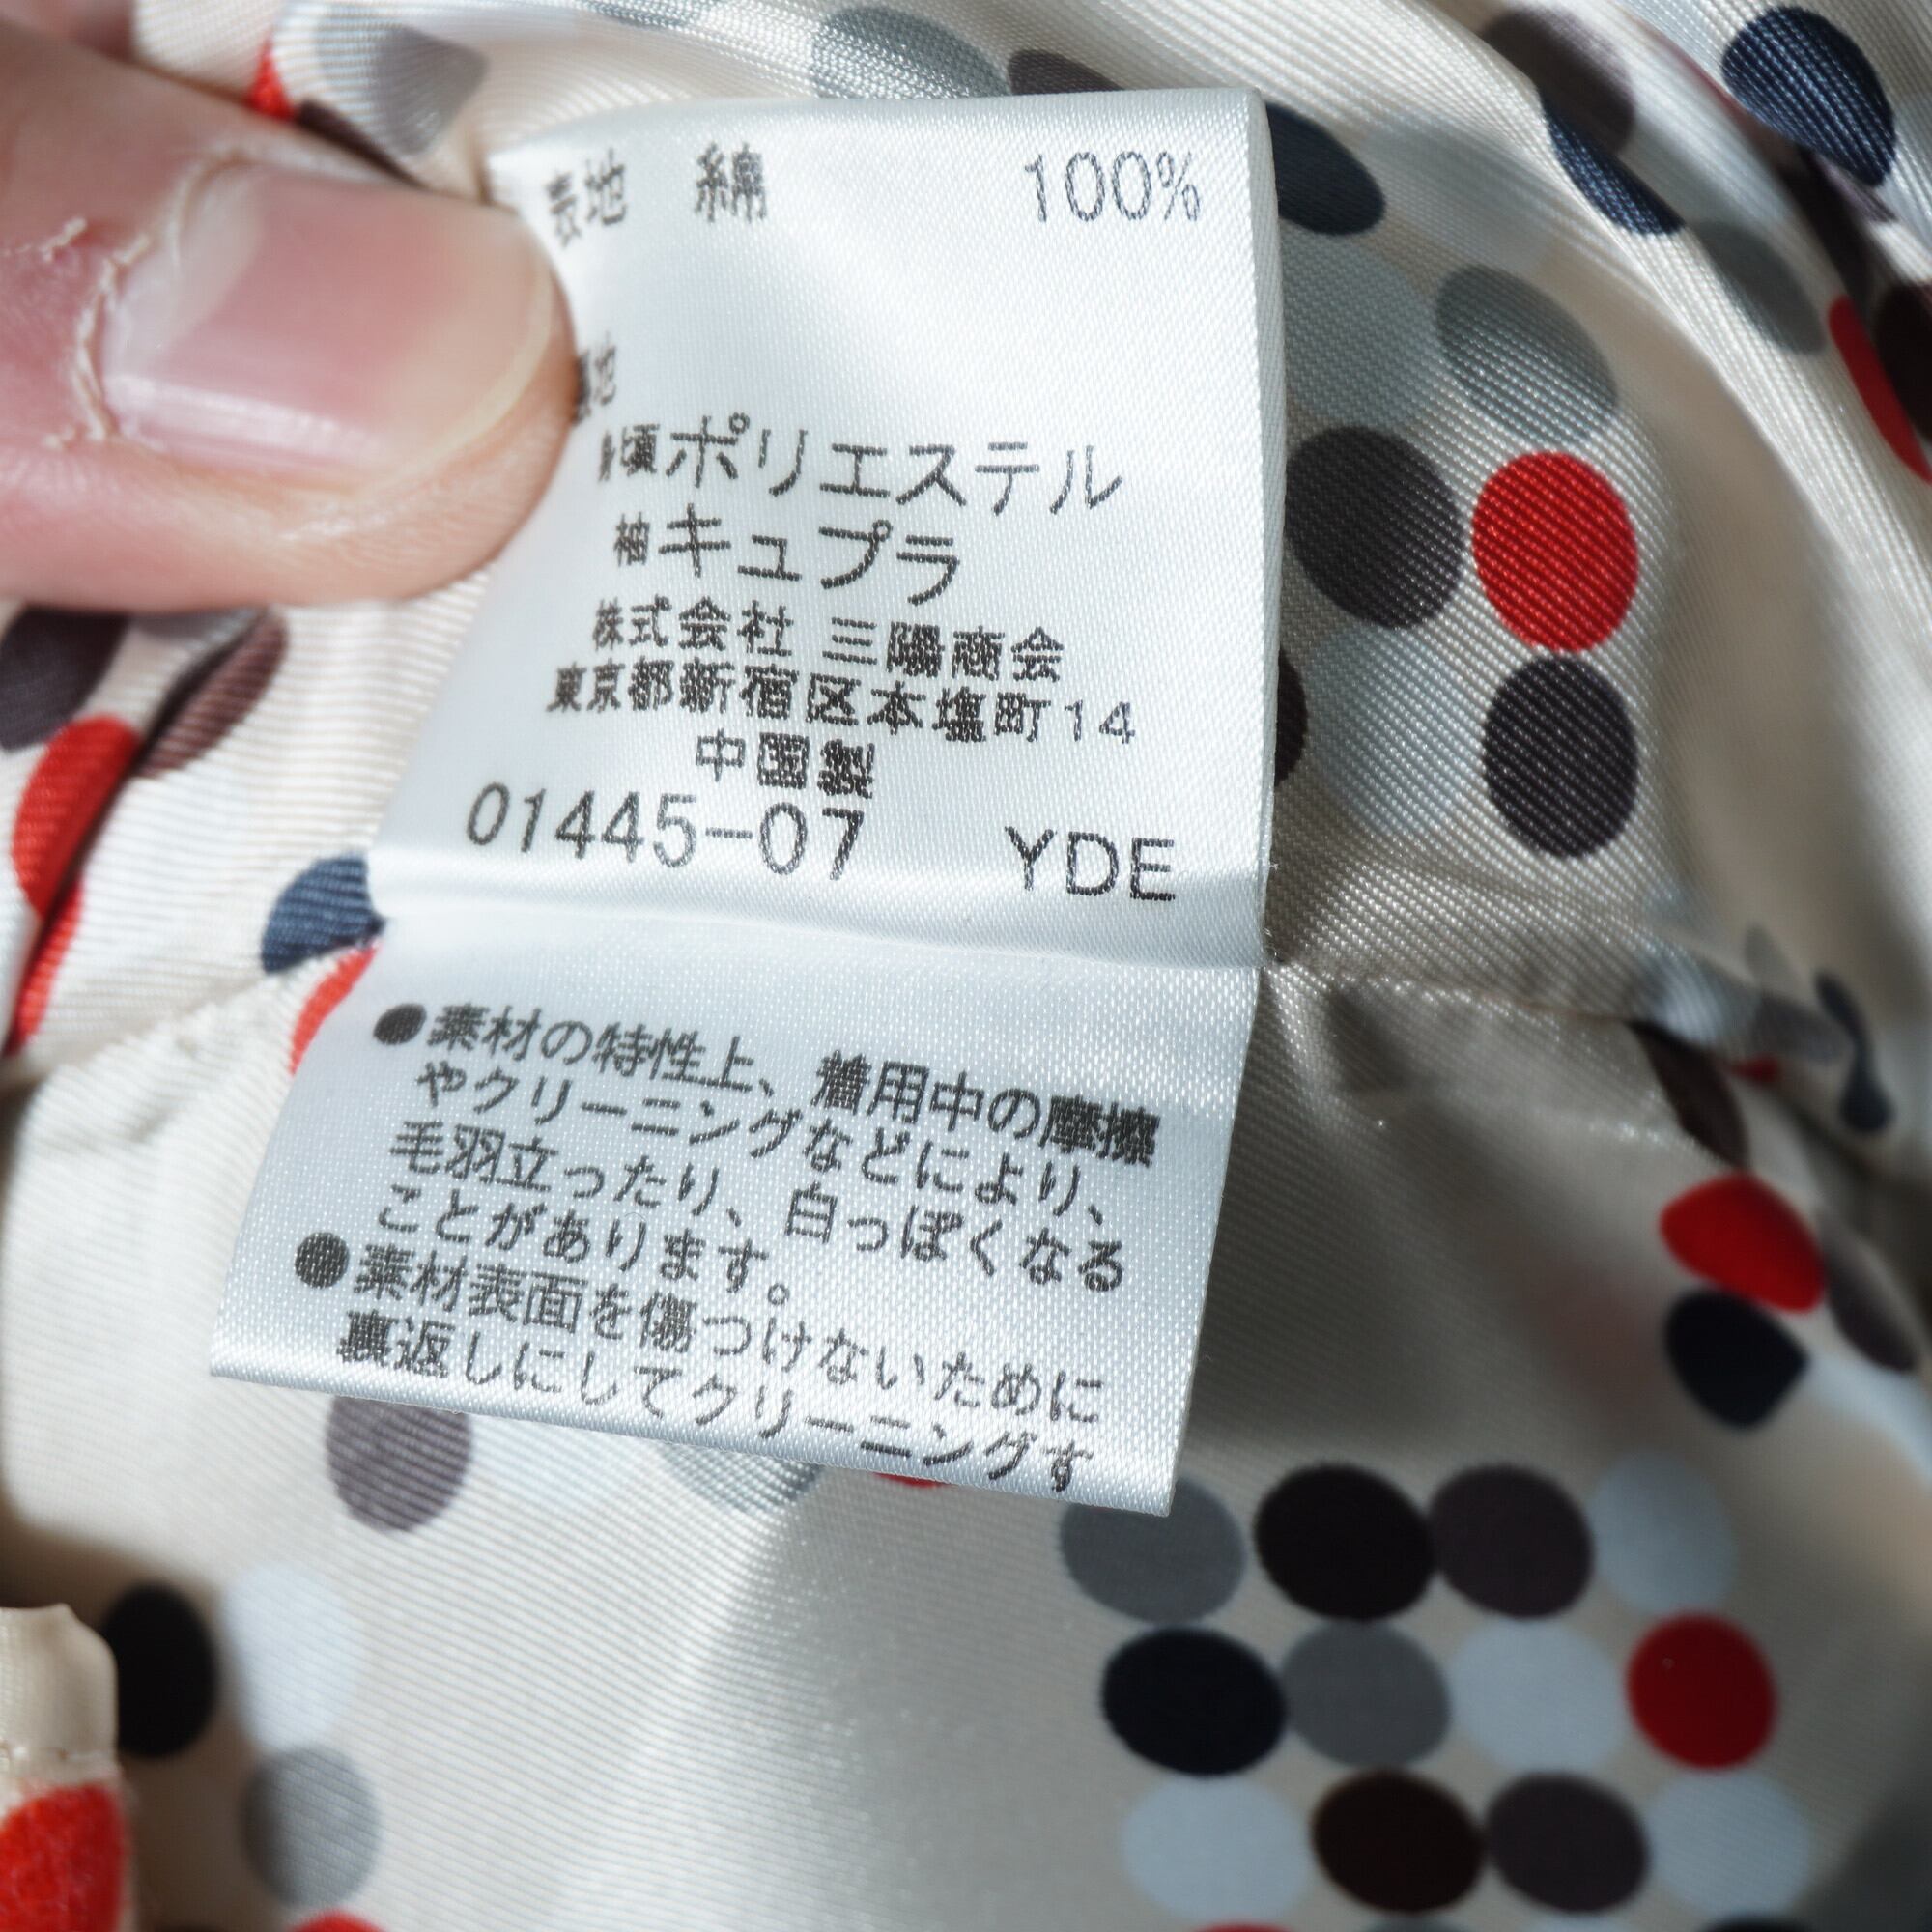 表地 綿 100%
裏地
身頃ポリエステル
袖キュプラ
株式会社 三陽商会
東京都新宿区本塩町14
中国製
01445-07 YDE
●素材の特性上、着用中の摩擦
やクリーニングなどにより、
毛羽立ったり、白っぽくなる
ことがあります。
●素材表面を傷つけないために
裏返しにしてクリーニングす